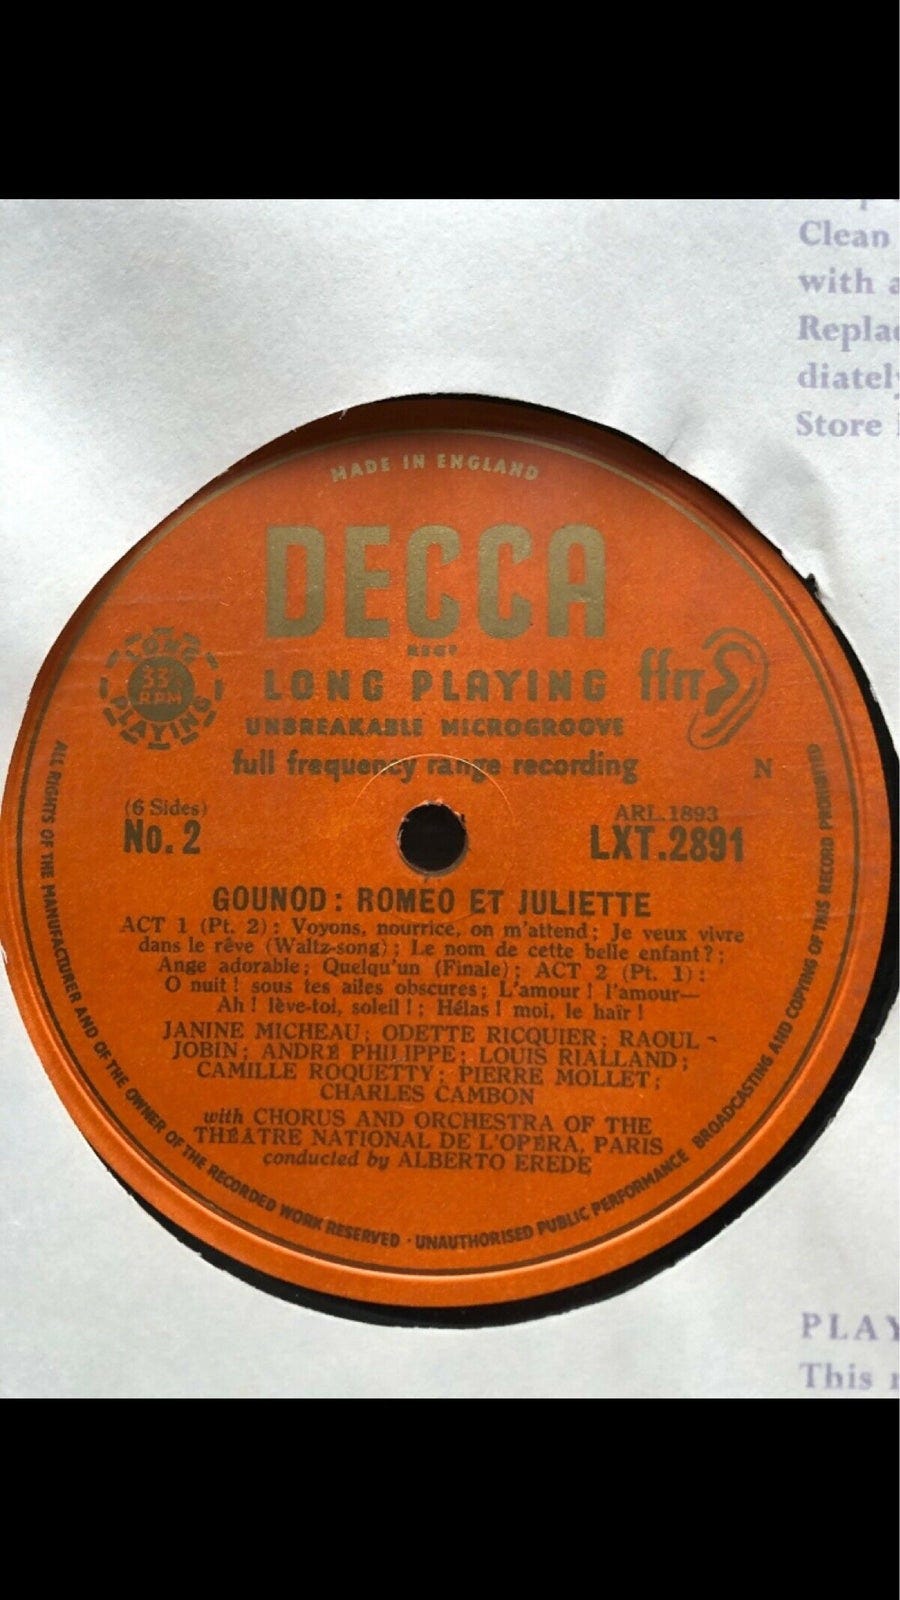 Clean
with a
Replac
diately
Store
MADE IN ENGLAND
DECCA
REGD
LONG PLAYING
33⅓
RPM
LONG PLAYING
ffrr
UNBREAKABLE MICROGROOVE
full frequency range recording
N
(6 Sides)
No. 2
ARL.1893
LXT.2891
GOUNOD : ROMEO ET JULIETTE
ACT 1 (Pt. 2) : Voyons, nourrice, on m'attend ; Je veux vivre
dans le rêve (Waltz-song) ; Le nom de cette belle enfant? ;
Ange adorable ; Quelqu'un (Finale) ; ACT 2 (Pt. 1) :
O nuit ! sous tes ailes obscures ; L'amour ! l'amour—
Ah ! lève-toi, soleil ! ; Hélas ! moi, le haïr !
JANINE MICHEAU ; ODETTE RICQUIER ; RAOUL
JOBIN ; ANDRÉ PHILIPPE ; LOUIS RIALLAND ;
CAMILLE ROQUETTY ; PIERRE MOLLET ;
CHARLES CAMBON
with CHORUS AND ORCHESTRA OF THE
THÉATRE NATIONAL DE L'OPÉRA, PARIS
conducted by ALBERTO EREDE
ALL RIGHTS OF THE MANUFACTURER AND OF THE OWNER OF THE RECORDED WORK RESERVED · UNAUTHORISED PUBLIC PERFORMANCE BROADCASTING AND COPYING OF THIS RECORD PROHIBITED
PLAY
This